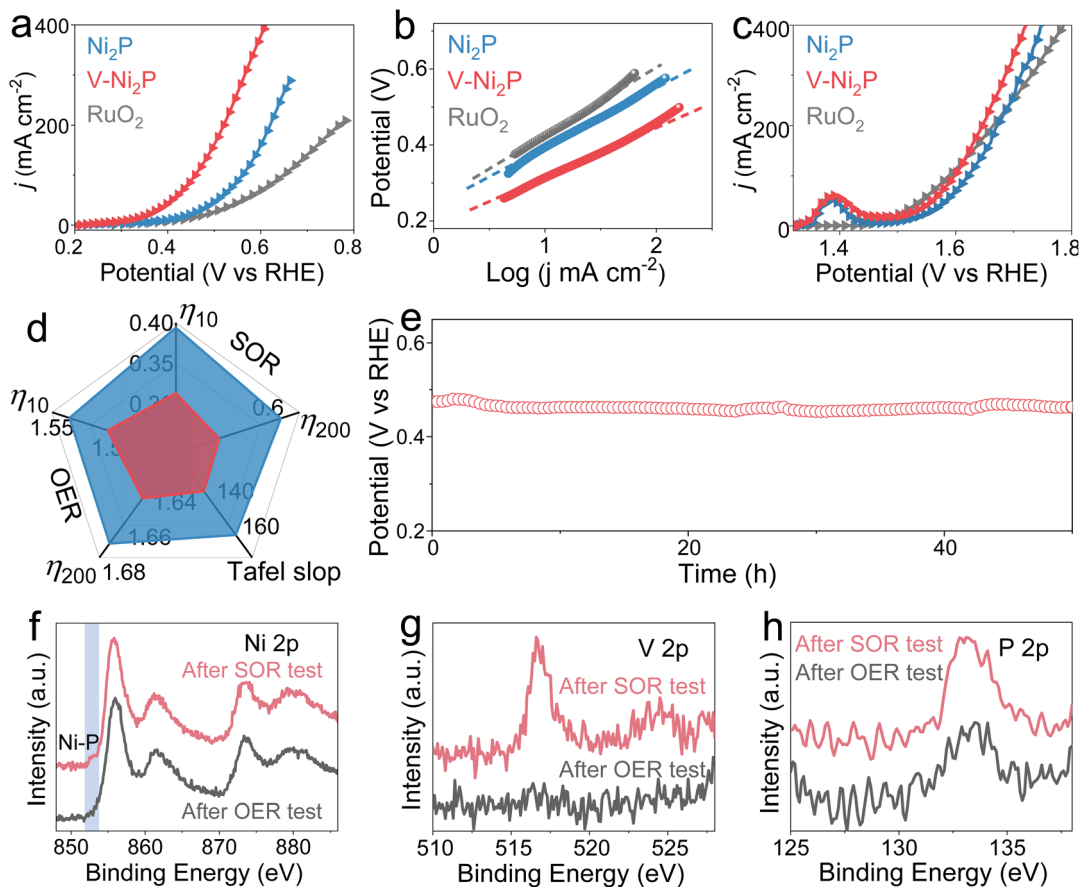 a
400
200
0
j (mA cm⁻²)
Ni₂P
V-Ni₂P
RuO₂
0.2 0.4 0.6 0.8
Potential (V vs RHE)
b
0.6
0.4
0.2
Potential (V)
Ni₂P
V-Ni₂P
RuO₂
0 1 2
Log (j mA cm⁻²)
c
400
200
0
j (mA cm⁻²)
Ni₂P
V-Ni₂P
RuO₂
1.4 1.6 1.8
Potential (V vs RHE)
d
η₁₀
0.40
SOR
0.35
η₁₀
0.6
1.55
η₂₀₀
OER
140
1.64
160
1.66
η₂₀₀ 1.68
Tafel slop
e
0.6
0.4
0.2
Potential (V vs RHE)
0 20 40
Time (h)
f
Ni 2p
After SOR test
Ni-P
After OER test
Intensity (a.u.)
850 860 870 880
Binding Energy (eV)
g
V 2p
After SOR test
After OER test
Intensity (a.u.)
510 515 520 525
Binding Energy (eV)
h
After SOR test
P 2p
After OER test
Intensity (a.u.)
125 130 135
Binding Energy (eV)